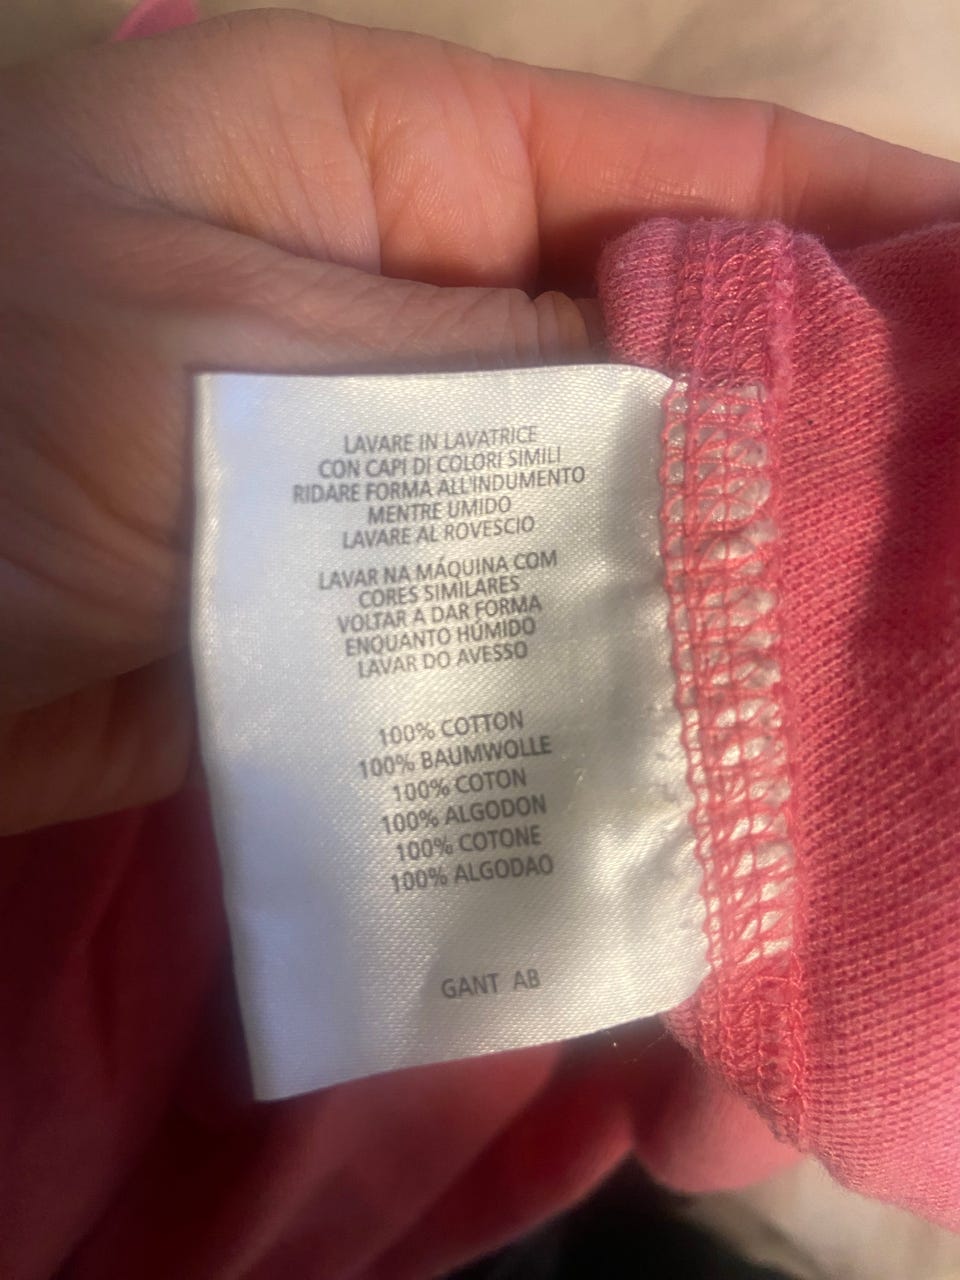 LAVARE IN LAVATRICE
CON CAPI DI COLORI SIMILI
RIDARE FORMA ALL'INDUMENTO
MENTRE UMIDO
LAVARE AL ROVESCIO
LAVAR NA MÁQUINA COM
CORES SIMILARES
VOLTAR A DAR FORMA
ENQUANTO HÚMIDO
LAVAR DO AVESSO
100% COTTON
100% BAUMWOLLE
100% COTON
100% ALGODON
100% COTONE
100% ALGODAO
GANT AB